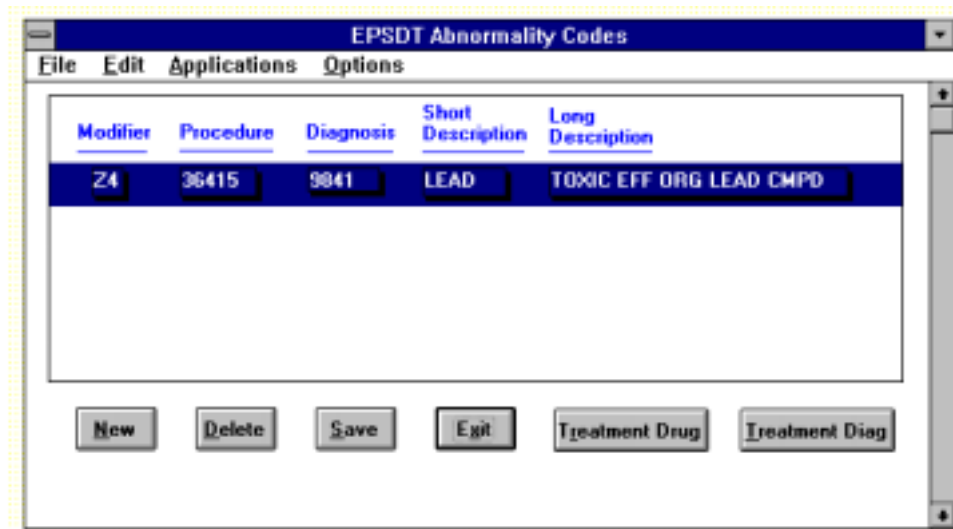 EPSDT Abnormality Codes
File Edit Applications Options
Modifier Procedure Diagnosis Short Description Long Description
Z4 36415 9841 LEAD TOXIC EFF ORG LEAD CMPD
New Delete Save Exit Treatment Drug Treatment Diag